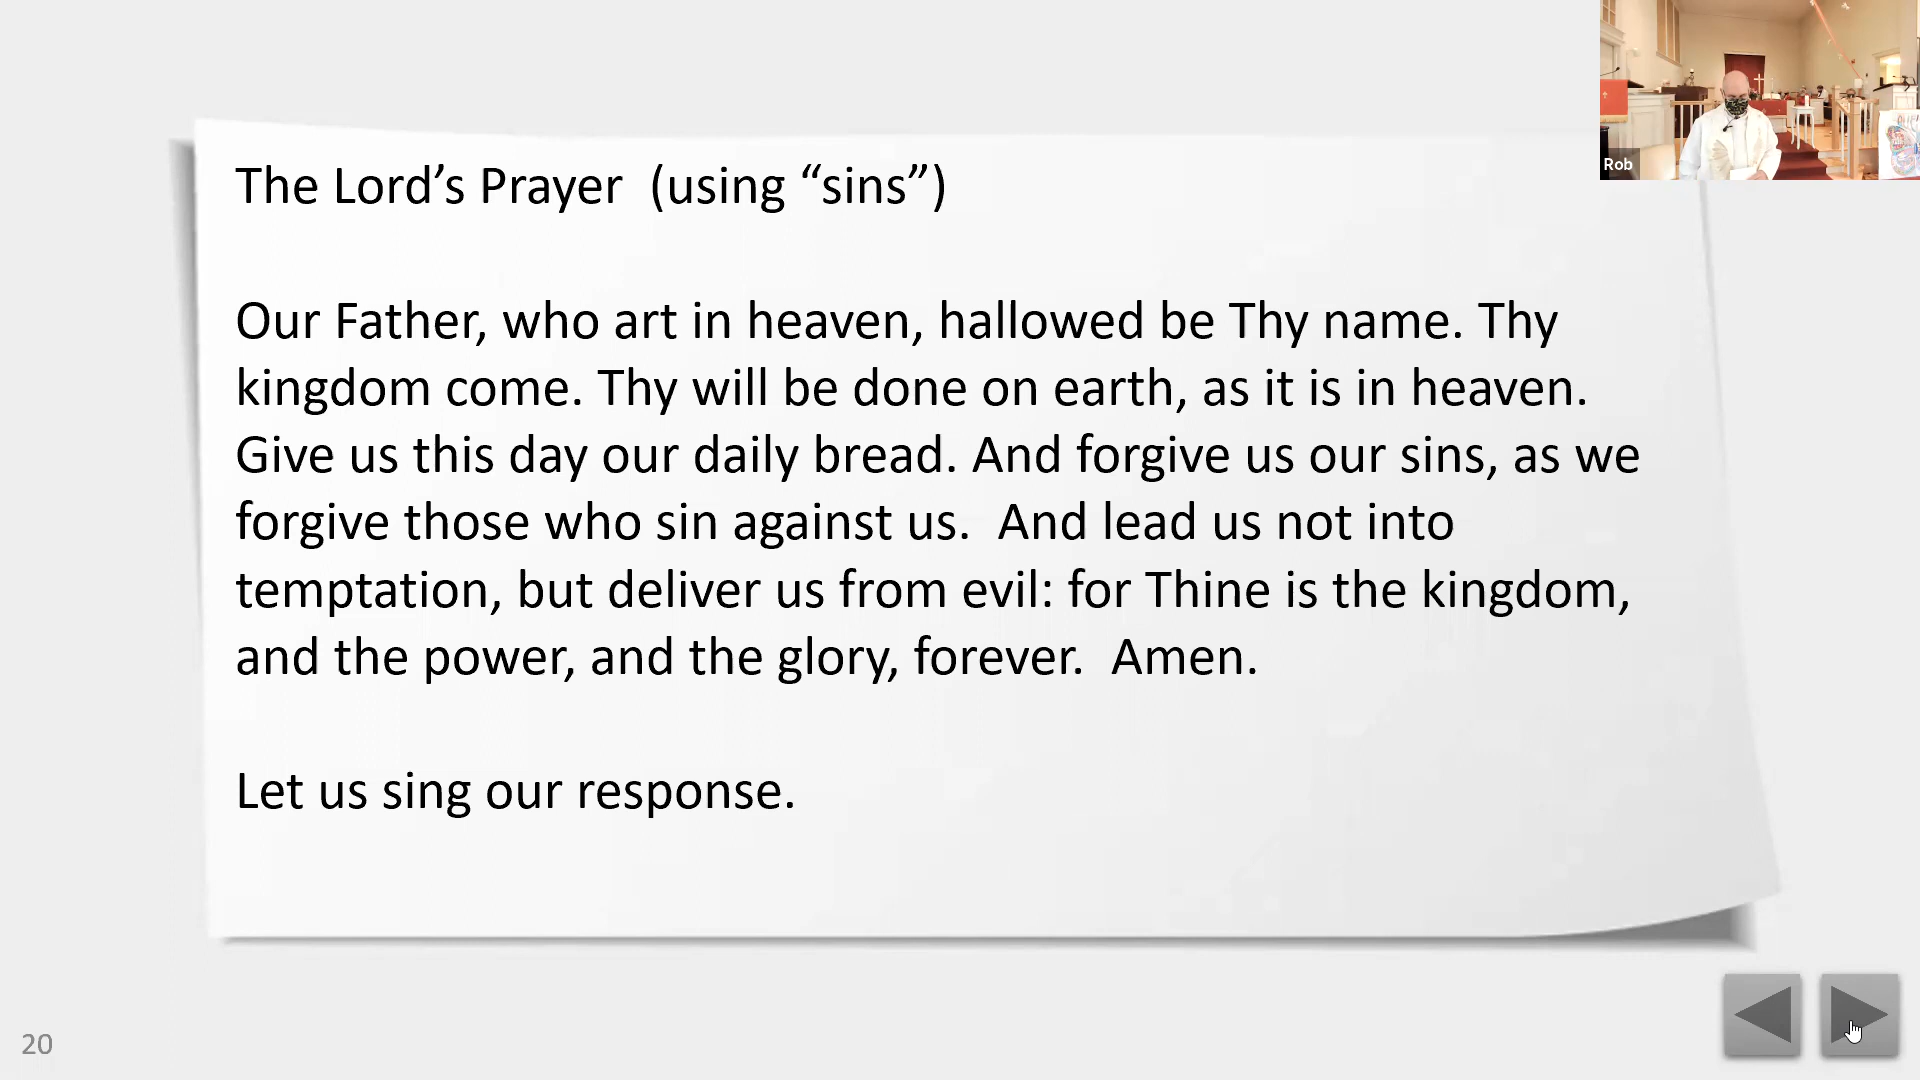 The Lord’s Prayer  (using “sins”)
Our Father, who art in heaven, hallowed be Thy name. Thy
kingdom come. Thy will be done on earth, as it is in heaven.
Give us this day our daily bread. And forgive us our sins, as we
forgive those who sin against us.  And lead us not into
temptation, but deliver us from evil: for Thine is the kingdom,
and the power, and the glory, forever.  Amen.
Let us sing our response.
Rob
20